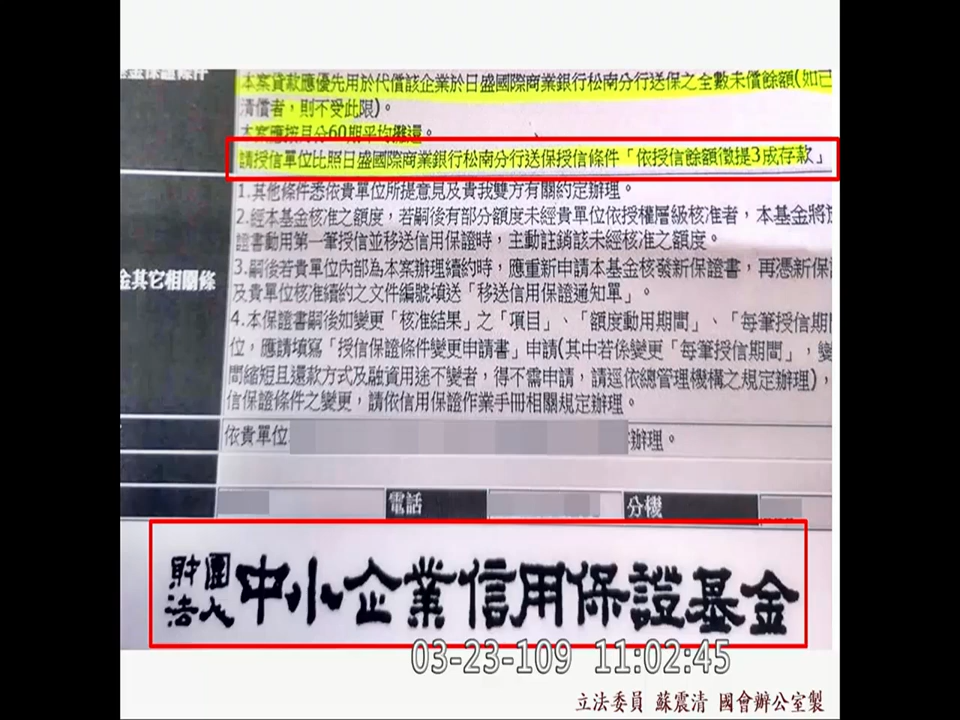 金保證條件
本案貸款應優先用於代償該企業於日盛國際商業銀行松南分行送保之全數未償餘額(如已
清償者，則不受此限)。
本案應按月分60期平均攤還。
請授信單位比照日盛國際商業銀行松南分行送保授信條件「依授信餘額徵提3成存款」
1.其他條件悉依貴單位所提意見及貴我雙方有關約定辦理。
2.經本基金核准之額度，若嗣後有部分額度未經貴單位依授權層級核准者，本基金將於
證書動用第一筆授信並移送信用保證時，主動註銷該未經核准之額度。
金其它相關條
3.嗣後若貴單位內部為本案辦理續約時，應重新申請本基金核發新保證書，再憑新保
及貴單位核准續約之文件編號填送「移送信用保證通知單」。
4.本保證書嗣後如變更「核准結果」之「項目」、「額度動用期間」、「每筆授信期
位，應請填寫「授信保證條件變更申請書」申請(其中若係變更「每筆授信期間」，變
間縮短且還款方式及融資用途不變者，得不需申請，請逕依總管理機構之規定辦理)，
信保證條件之變更，請依信用保證作業手冊相關規定辦理。
依貴單位 辦理。
電話 分機
財團法人 中小企業信用保證基金
03-23-109 11:02:45
立法委員 蘇震清 國會辦公室製